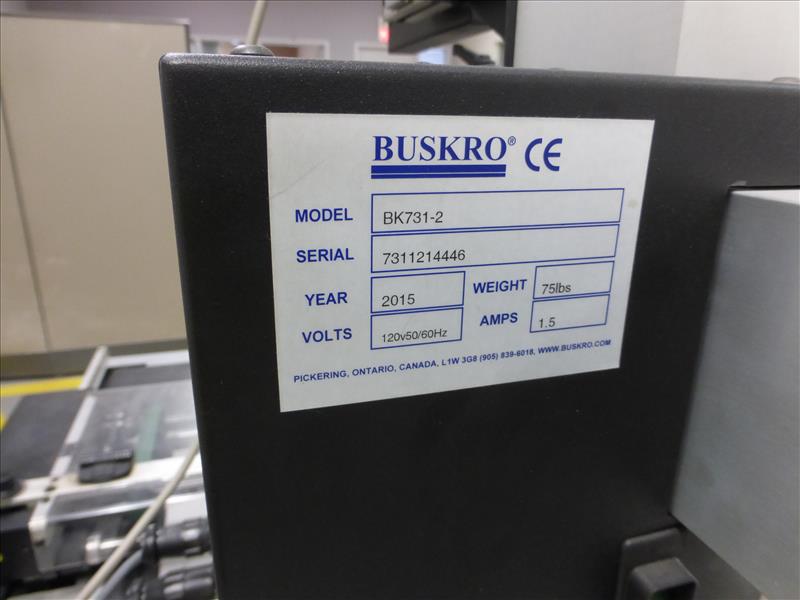 BUSKRO® CE
MODEL BK731-2
SERIAL 7311214446
YEAR 2015 WEIGHT 75lbs
VOLTS 120v50/60Hz AMPS 1.5
PICKERING, ONTARIO, CANADA, L1W 3G8 (905) 839-6018, WWW.BUSKRO.COM